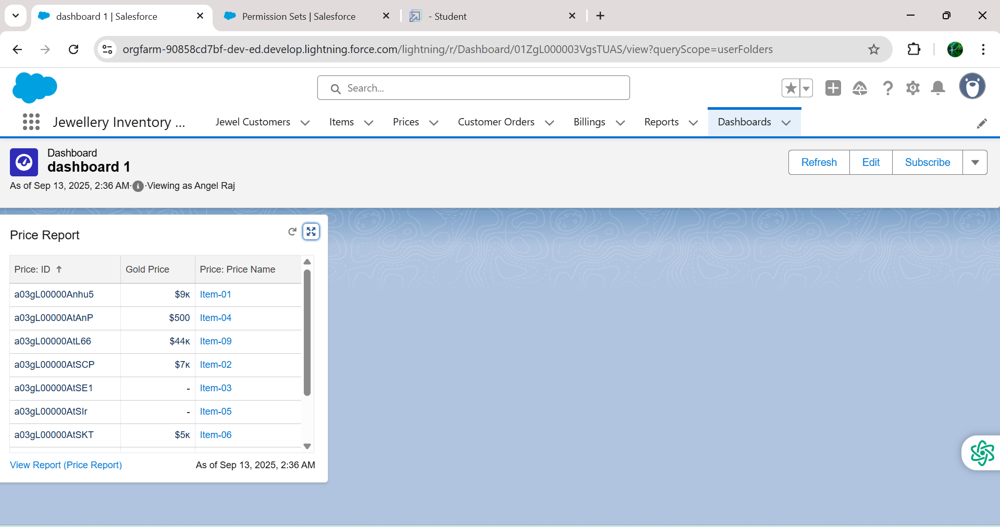 dashboard 1 | Salesforce
Permission Sets | Salesforce
- Student
orgfarm-90858cd7bf-dev-ed.develop.lightning.force.com/lightning/r/Dashboard/01ZgL000003VgsTUAS/view?queryScope=userFolders
Search...
Jewellery Inventory ...
Jewel Customers
Items
Prices
Customer Orders
Billings
Reports
Dashboards
Dashboard
dashboard 1
As of Sep 13, 2025, 2:36 AM·Viewing as Angel Raj
Refresh
Edit
Subscribe
Price Report
Price: ID ↑ Gold Price Price: Price Name
a03gL00000Anhu5 $9K Item-01
a03gL00000AtAnP $500 Item-04
a03gL00000AtL66 $44K Item-09
a03gL00000AtSCP $7K Item-02
a03gL00000AtSE1 - Item-03
a03gL00000AtSIr - Item-05
a03gL00000AtSKT $5K Item-06
View Report (Price Report) As of Sep 13, 2025, 2:36 AM